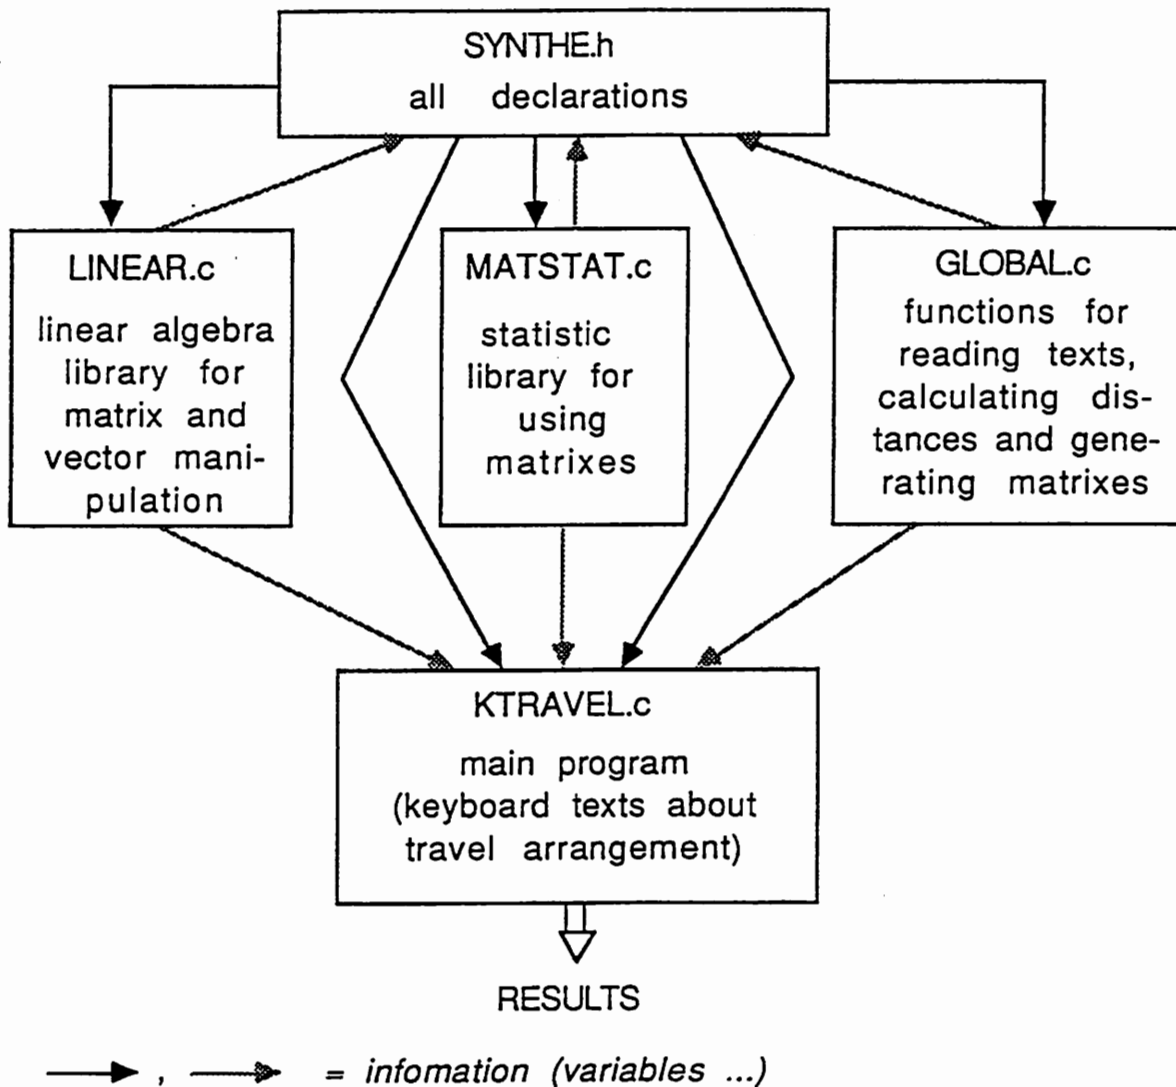 SYNTHE.h
all declarations
LINEAR.c
linear algebra
library for
matrix and
vector mani-
pulation
MATSTAT.c
statistic
library for
using
matrixes
GLOBAL.c
functions for
reading texts,
calculating dis-
tances and gene-
rating matrixes
KTRAVEL.c
main program
(keyboard texts about
travel arrangement)
RESULTS
, = infomation (variables ...)